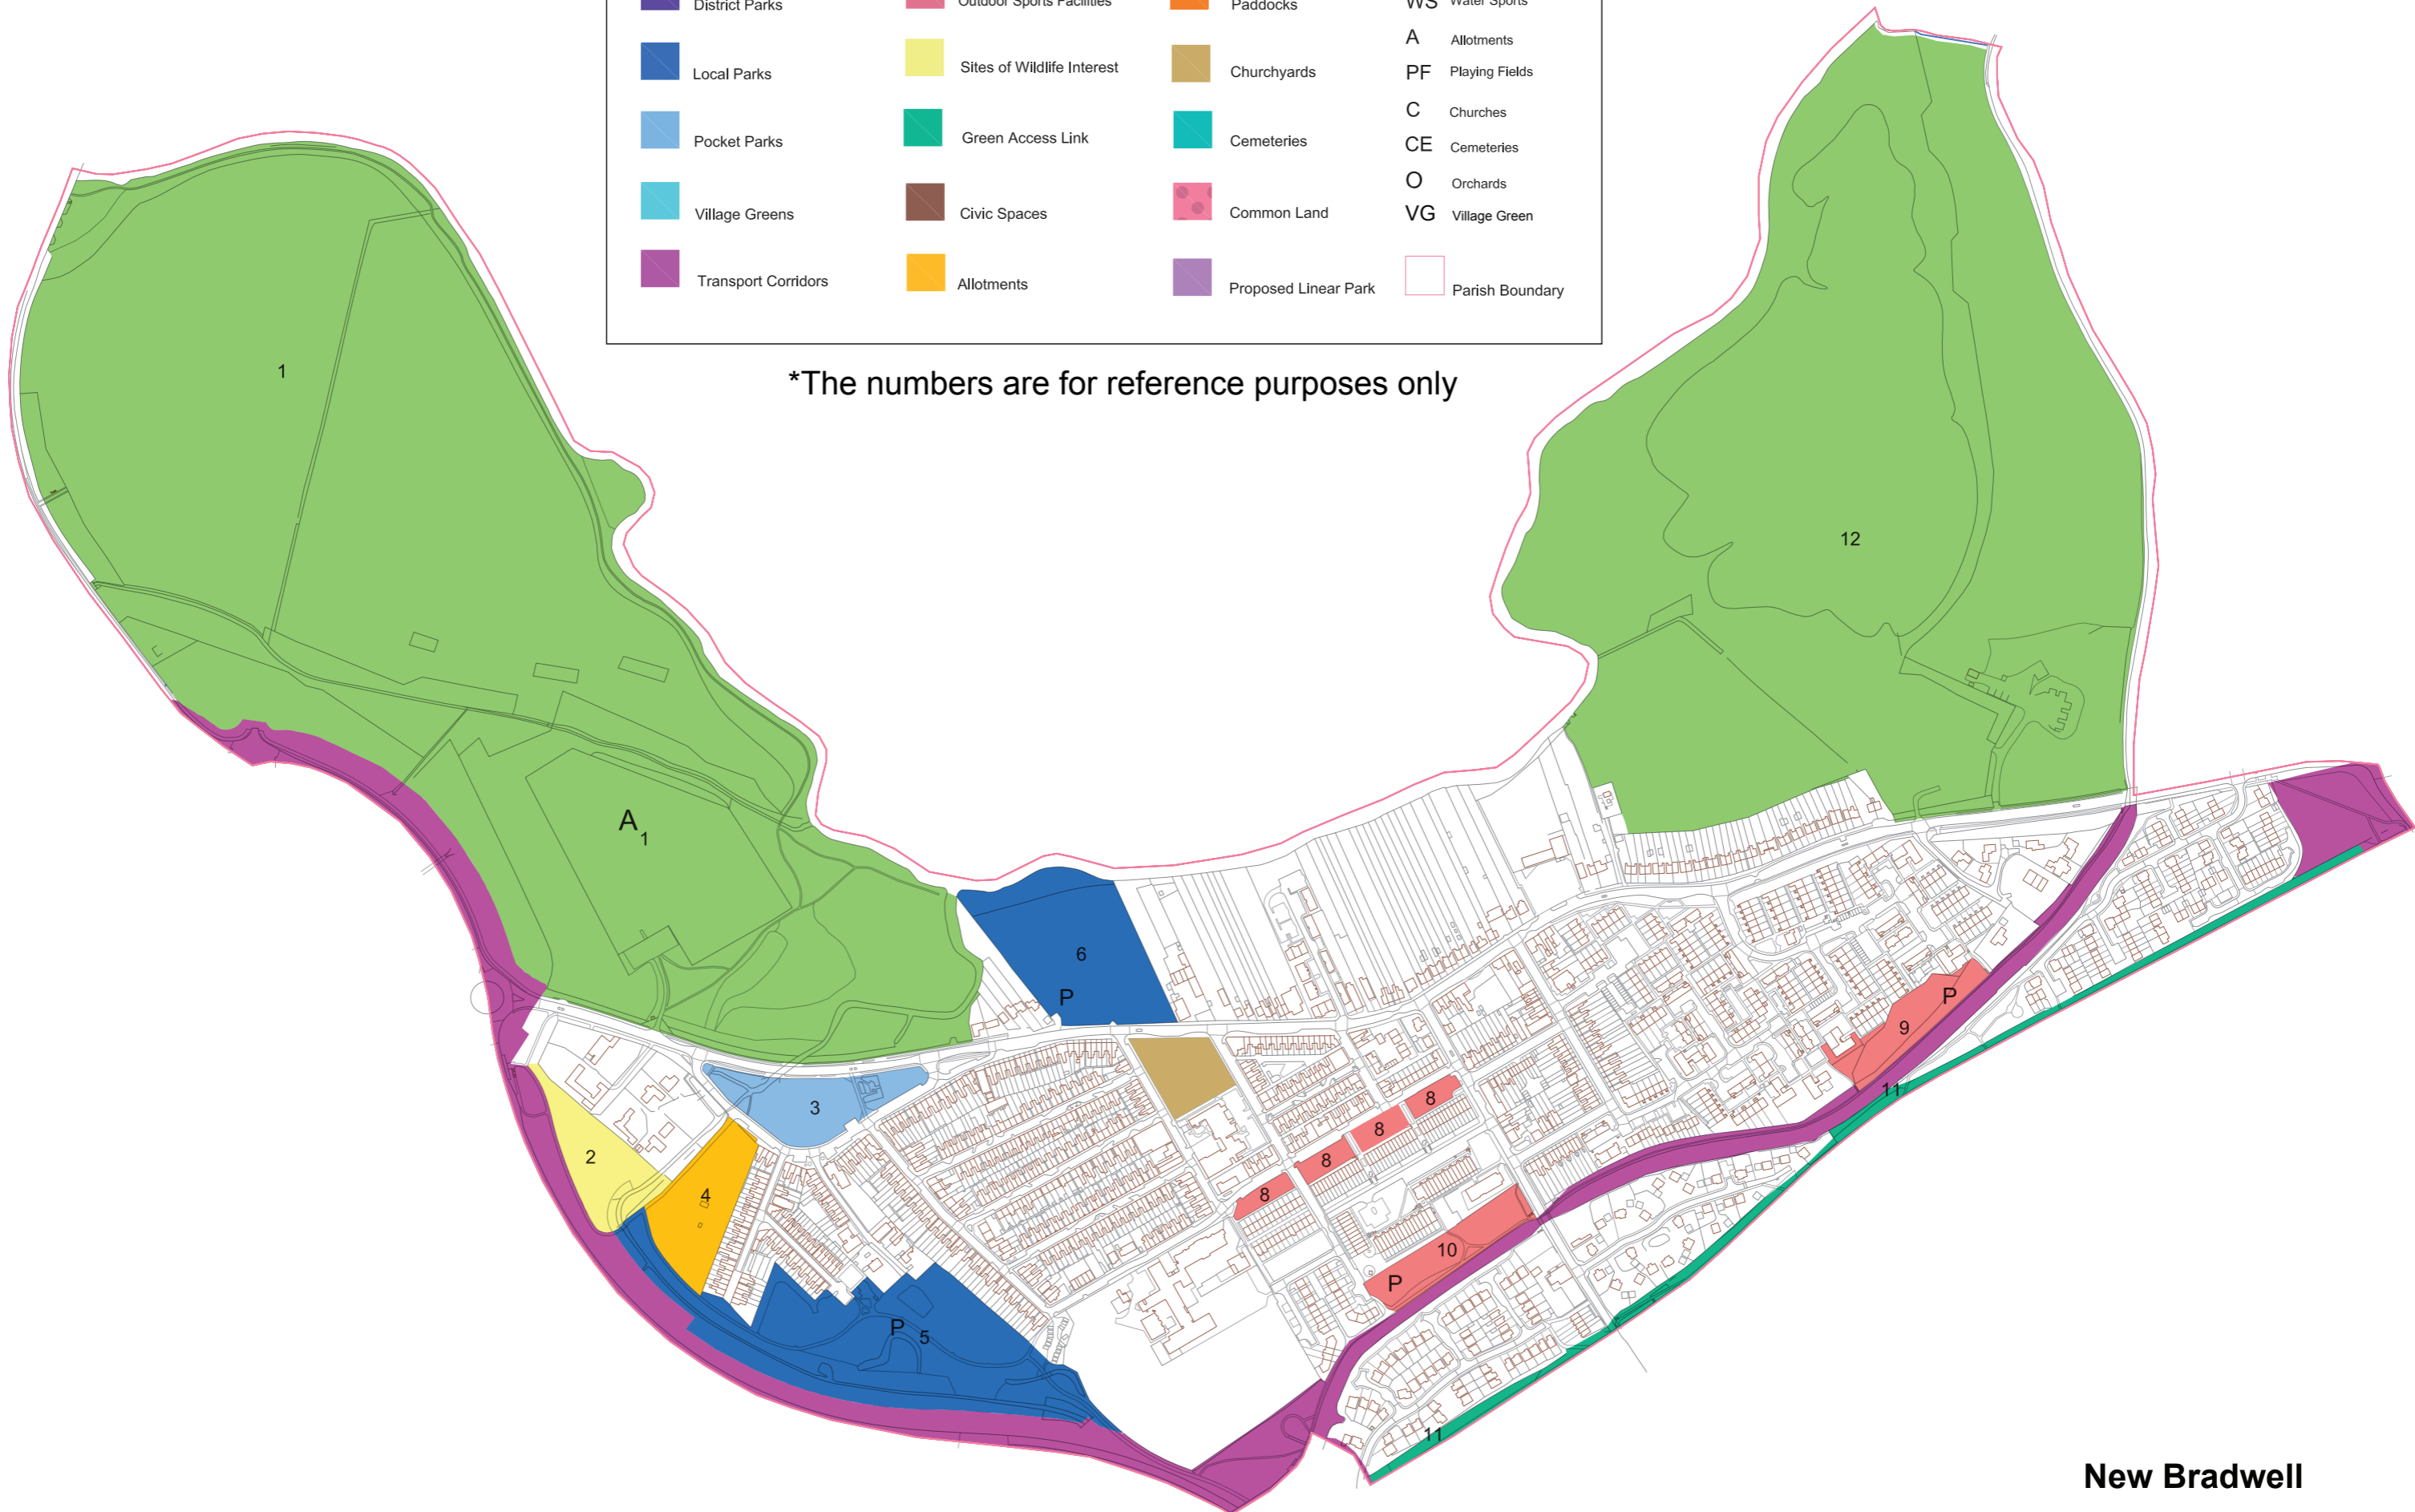 District Parks
Outdoor Sports Facilities
Paddocks
WS Water Sports
Local Parks
Sites of Wildlife Interest
Churchyards
A Allotments
PF Playing Fields
Pocket Parks
Green Access Link
Cemeteries
C Churches
CE Cemeteries
Village Greens
Civic Spaces
Common Land
O Orchards
VG Village Green
Transport Corridors
Allotments
Proposed Linear Park
Parish Boundary
*The numbers are for reference purposes only
1
12
A 1
6
P
P
9
3
11
8
8
2
8
4
8
10
P
P 5
11
New Bradwell